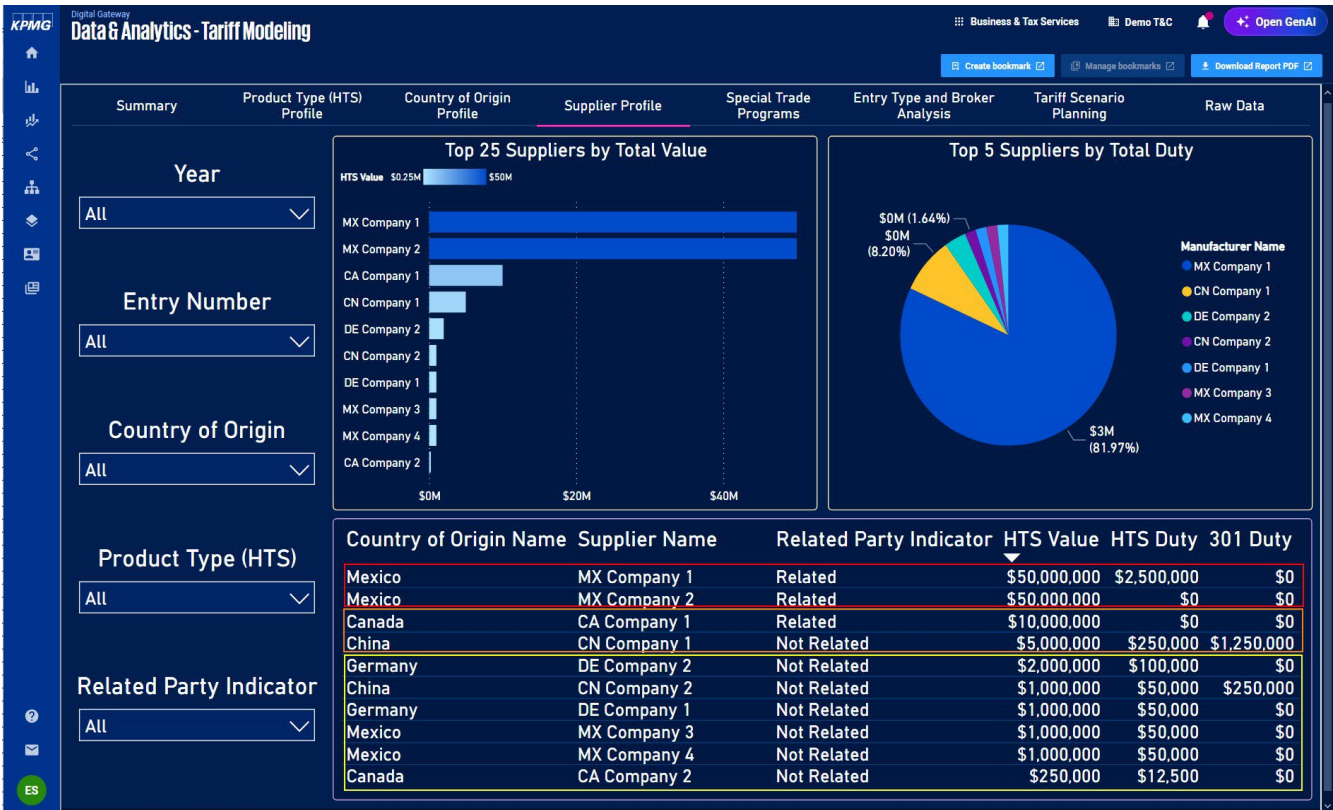 KPMG
Digital Gateway
Data & Analytics - Tariff Modeling
Business & Tax Services
Demo T&C
Open GenAI
Create bookmark
Manage bookmarks
Download Report PDF
Summary
Product Type (HTS)
Profile
Country of Origin
Profile
Supplier Profile
Special Trade
Programs
Entry Type and Broker
Analysis
Tariff Scenario
Planning
Raw Data
Year
All
Entry Number
All
Country of Origin
All
Product Type (HTS)
All
Related Party Indicator
All
ES
Top 25 Suppliers by Total Value
HTS Value $0.25M $50M
MX Company 1
MX Company 2
CA Company 1
CN Company 1
DE Company 2
CN Company 2
DE Company 1
MX Company 3
MX Company 4
CA Company 2
$0M $20M $40M
Top 5 Suppliers by Total Duty
$0M (1.64%)
$0M
(8.20%)
$3M
(81.97%)
Manufacturer Name
MX Company 1
CN Company 1
DE Company 2
CN Company 2
DE Company 1
MX Company 3
MX Company 4
Country of Origin Name Supplier Name Related Party Indicator HTS Value HTS Duty 301 Duty
Mexico MX Company 1 Related $50,000,000 $2,500,000 $0
Mexico MX Company 2 Related $50,000,000 $0 $0
Canada CA Company 1 Related $10,000,000 $0 $0
China CN Company 1 Not Related $5,000,000 $250,000 $1,250,000
Germany DE Company 2 Not Related $2,000,000 $100,000 $0
China CN Company 2 Not Related $1,000,000 $50,000 $250,000
Germany DE Company 1 Not Related $1,000,000 $50,000 $0
Mexico MX Company 3 Not Related $1,000,000 $50,000 $0
Mexico MX Company 4 Not Related $1,000,000 $50,000 $0
Canada CA Company 2 Not Related $250,000 $12,500 $0